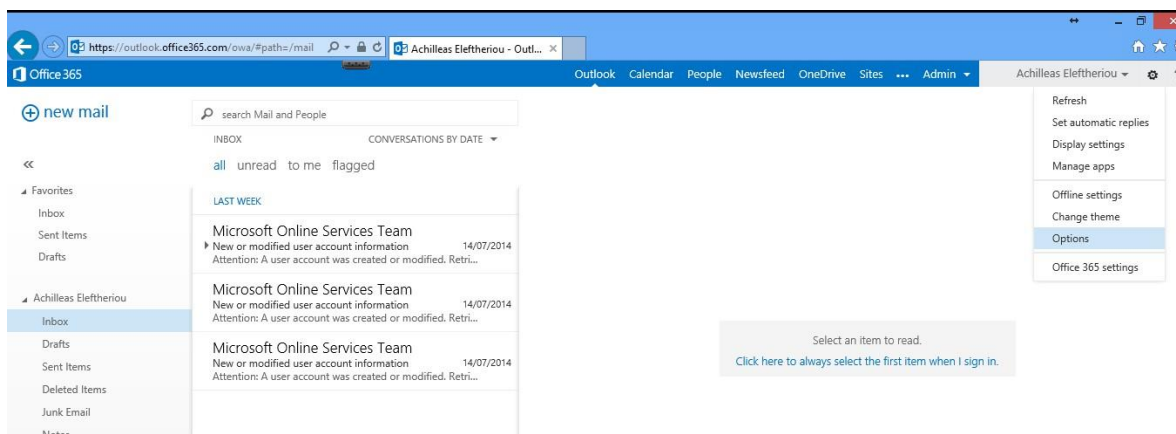 https://outlook.office365.com/owa/#path=/mail
Achilleas Eleftheriou - Outl...
Office 365
Outlook Calendar People Newsfeed OneDrive Sites ... Admin
Achilleas Eleftheriou
new mail
search Mail and People
INBOX
CONVERSATIONS BY DATE
all unread to me flagged
Favorites
Inbox
Sent Items
Drafts
Achilleas Eleftheriou
Inbox
Drafts
Sent Items
Deleted Items
Junk Email
LAST WEEK
Microsoft Online Services Team
New or modified user account information 14/07/2014
Attention: A user account was created or modified. Retri...
Microsoft Online Services Team
New or modified user account information 14/07/2014
Attention: A user account was created or modified. Retri...
Microsoft Online Services Team
New or modified user account information 14/07/2014
Attention: A user account was created or modified. Retri...
Select an item to read.
Click here to always select the first item when I sign in.
Refresh
Set automatic replies
Display settings
Manage apps
Offline settings
Change theme
Options
Office 365 settings